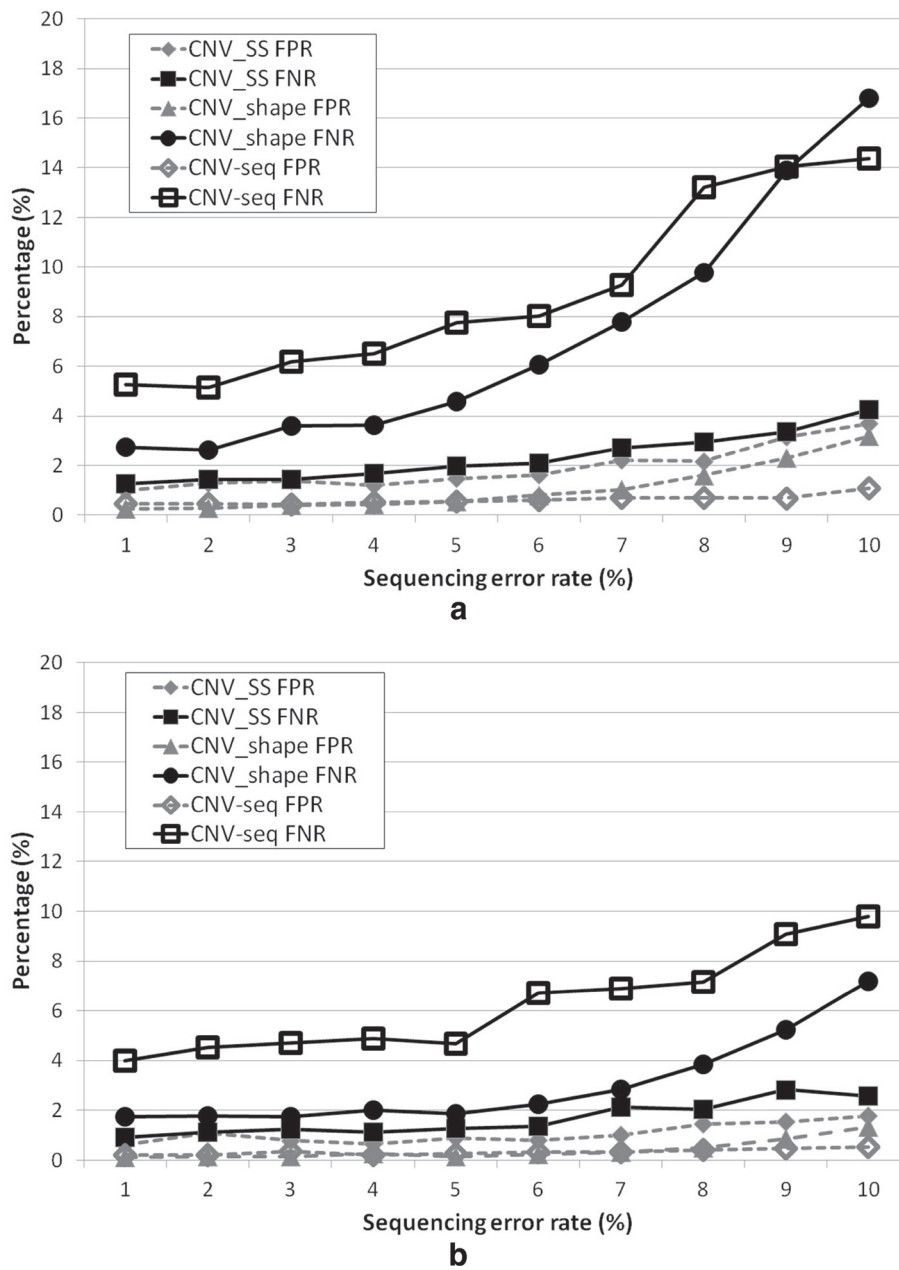 20
18
16
14
12
10
8
6
4
2
0
Percentage (%)
CNV_SS FPR
CNV_SS FNR
CNV_shape FPR
CNV_shape FNR
CNV-seq FPR
CNV-seq FNR
1 2 3 4 5 6 7 8 9 10
Sequencing error rate (%)
a
20
18
16
14
12
10
8
6
4
2
0
Percentage (%)
CNV_SS FPR
CNV_SS FNR
CNV_shape FPR
CNV_shape FNR
CNV-seq FPR
CNV-seq FNR
1 2 3 4 5 6 7 8 9 10
Sequencing error rate (%)
b